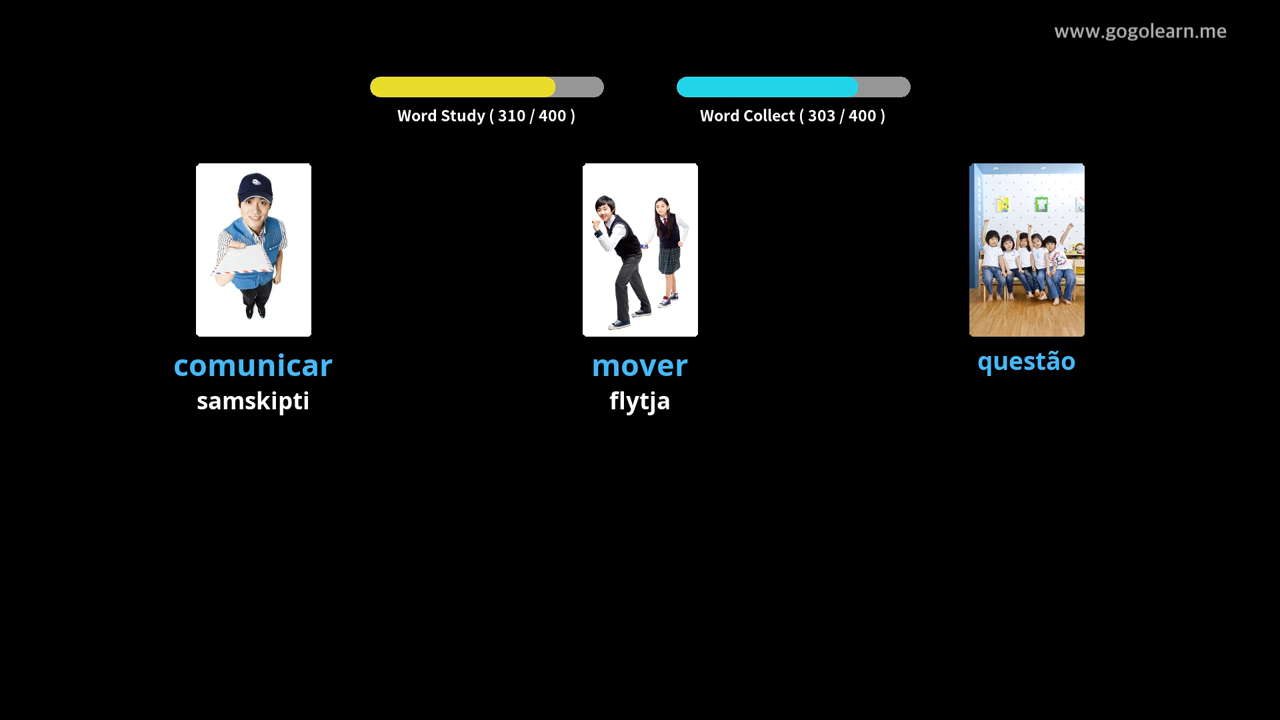 www.gogolearn.me
Word Study ( 310 / 400 )
Word Collect ( 303 / 400 )
comunicar
samskipti
mover
flytja
questão